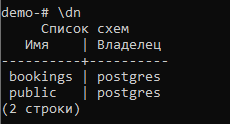 demo-# \dn
Список схем
Имя | Владелец
----------+----------
bookings | postgres
public | postgres
(2 строки)